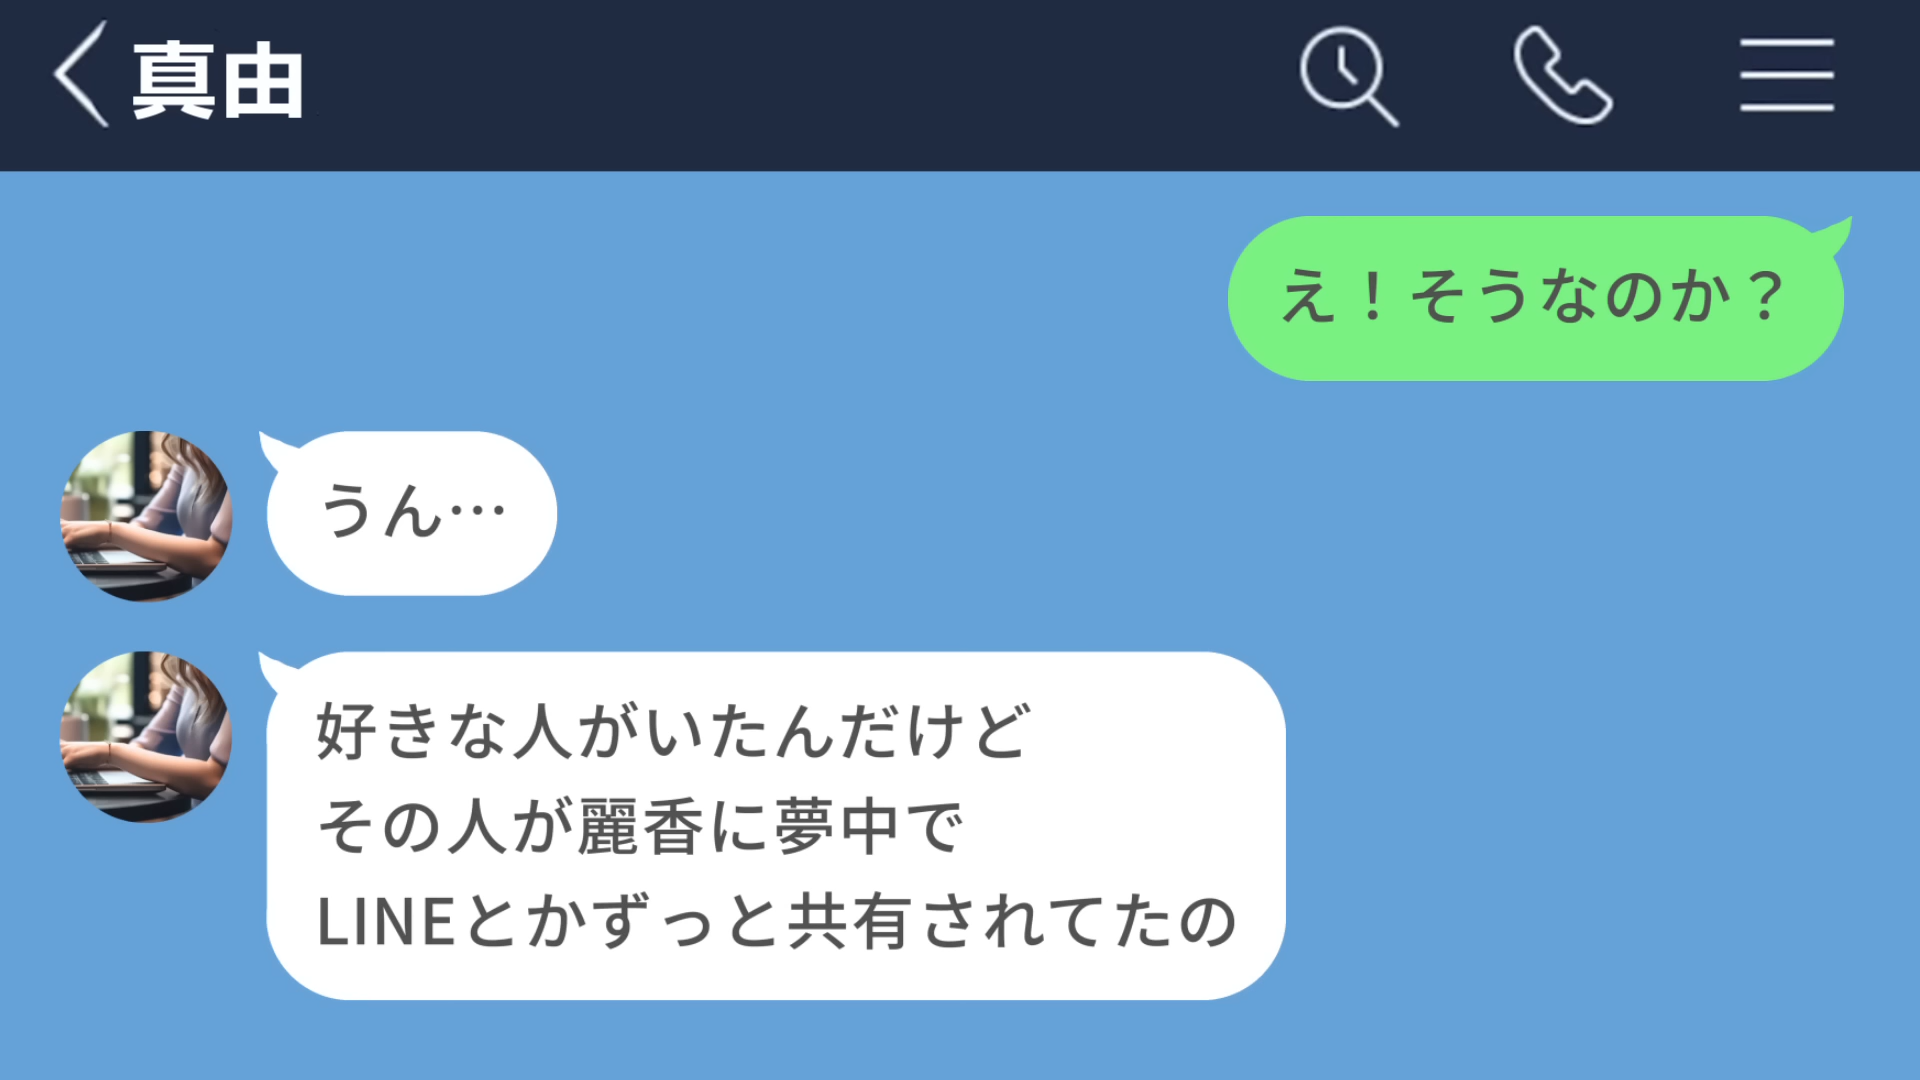 真由
え！そうなのか？
うん…
好きな人がいたんだけど
その人が麗香に夢中で
LINEとかずっと共有されてたの